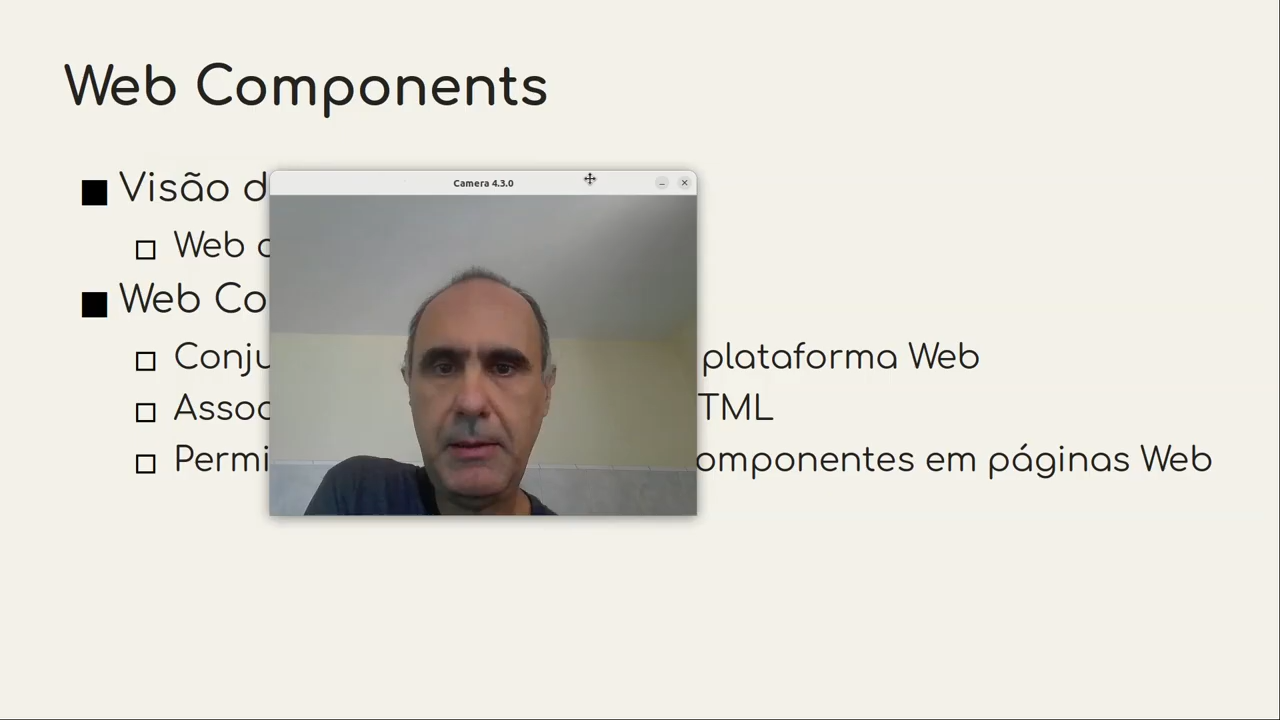 Web Components
Visão d
Camera 4.3.0
Web
Web Co
Conju plataforma Web
Assoc TML
Permi omponentes em páginas Web